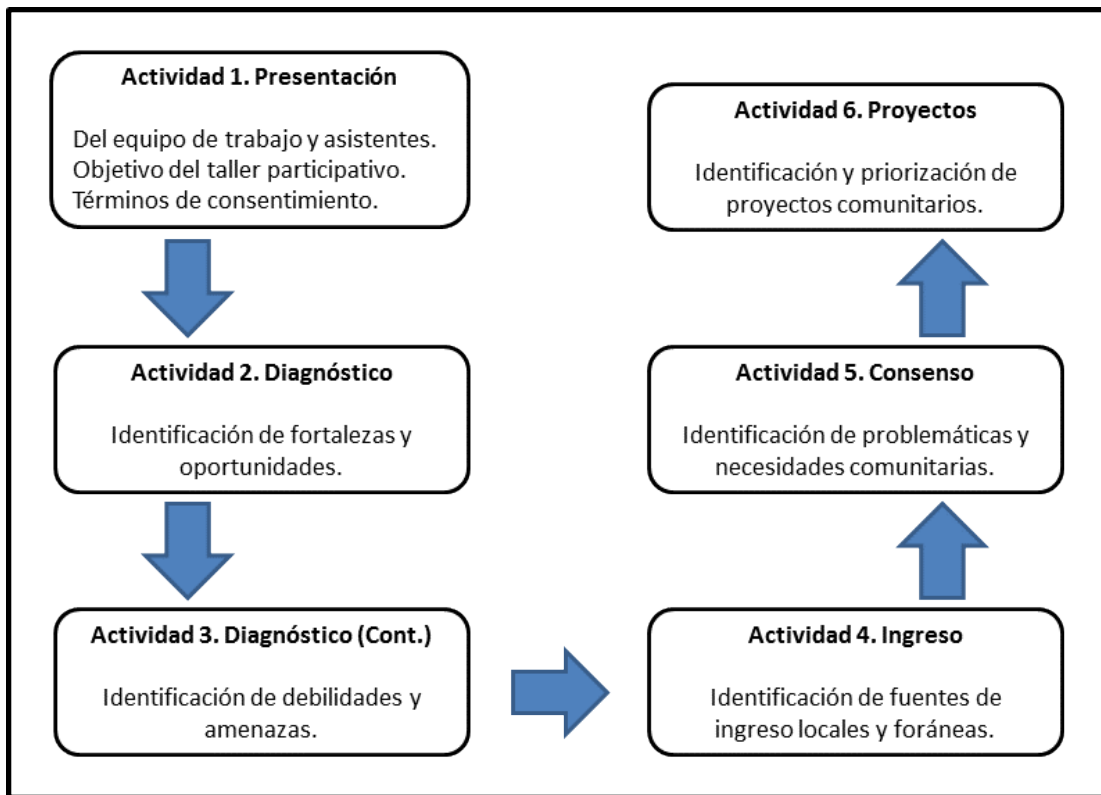 Actividad 1. Presentación
Del equipo de trabajo y asistentes.
Objetivo del taller participativo.
Términos de consentimiento.
Actividad 2. Diagnóstico
Identificación de fortalezas y
oportunidades.
Actividad 3. Diagnóstico (Cont.)
Identificación de debilidades y
amenazas.
Actividad 4. Ingreso
Identificación de fuentes de
ingreso locales y foráneas.
Actividad 5. Consenso
Identificación de problemáticas y
necesidades comunitarias.
Actividad 6. Proyectos
Identificación y priorización de
proyectos comunitarios.